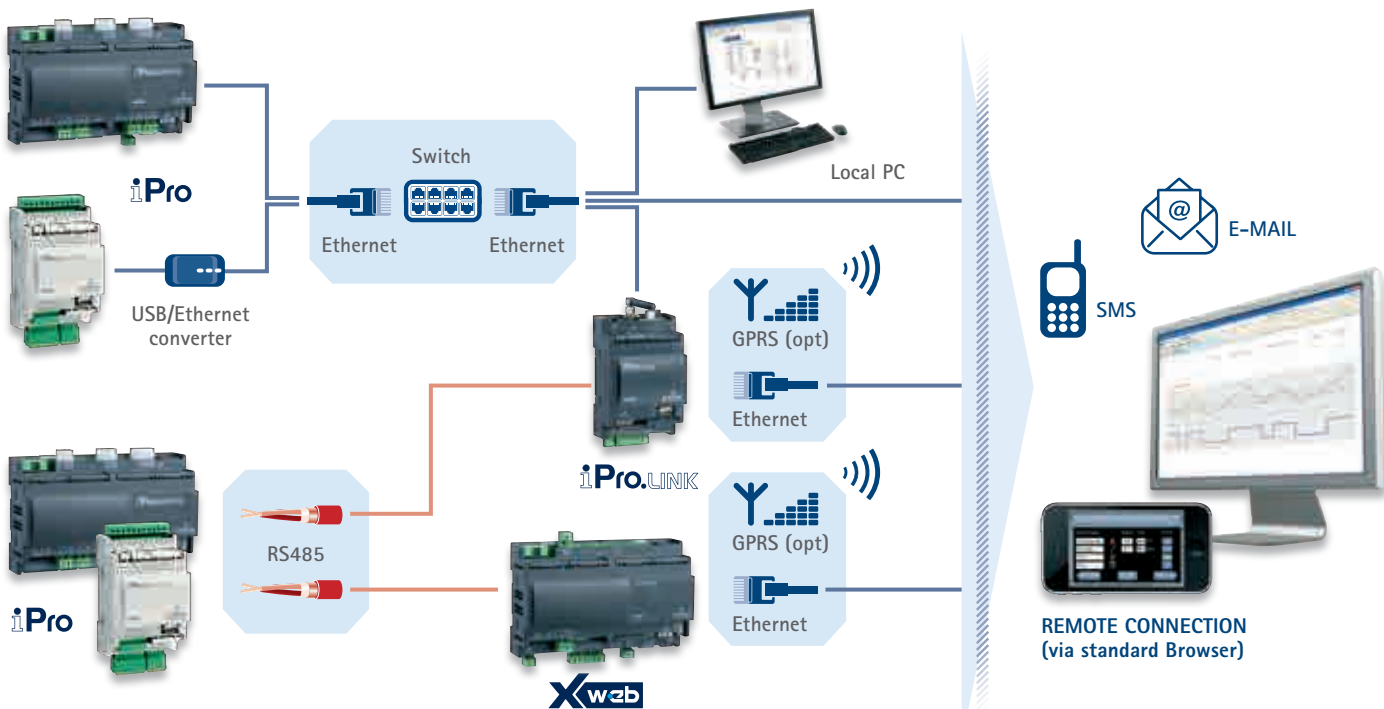 iPro
Switch
Ethernet
Ethernet
USB/Ethernet
converter
Local PC
E-MAIL
SMS
GPRS (opt)
Ethernet
iPro.LINK
iPro
RS485
GPRS (opt)
Ethernet
Xweb
REMOTE CONNECTION
(via standard Browser)